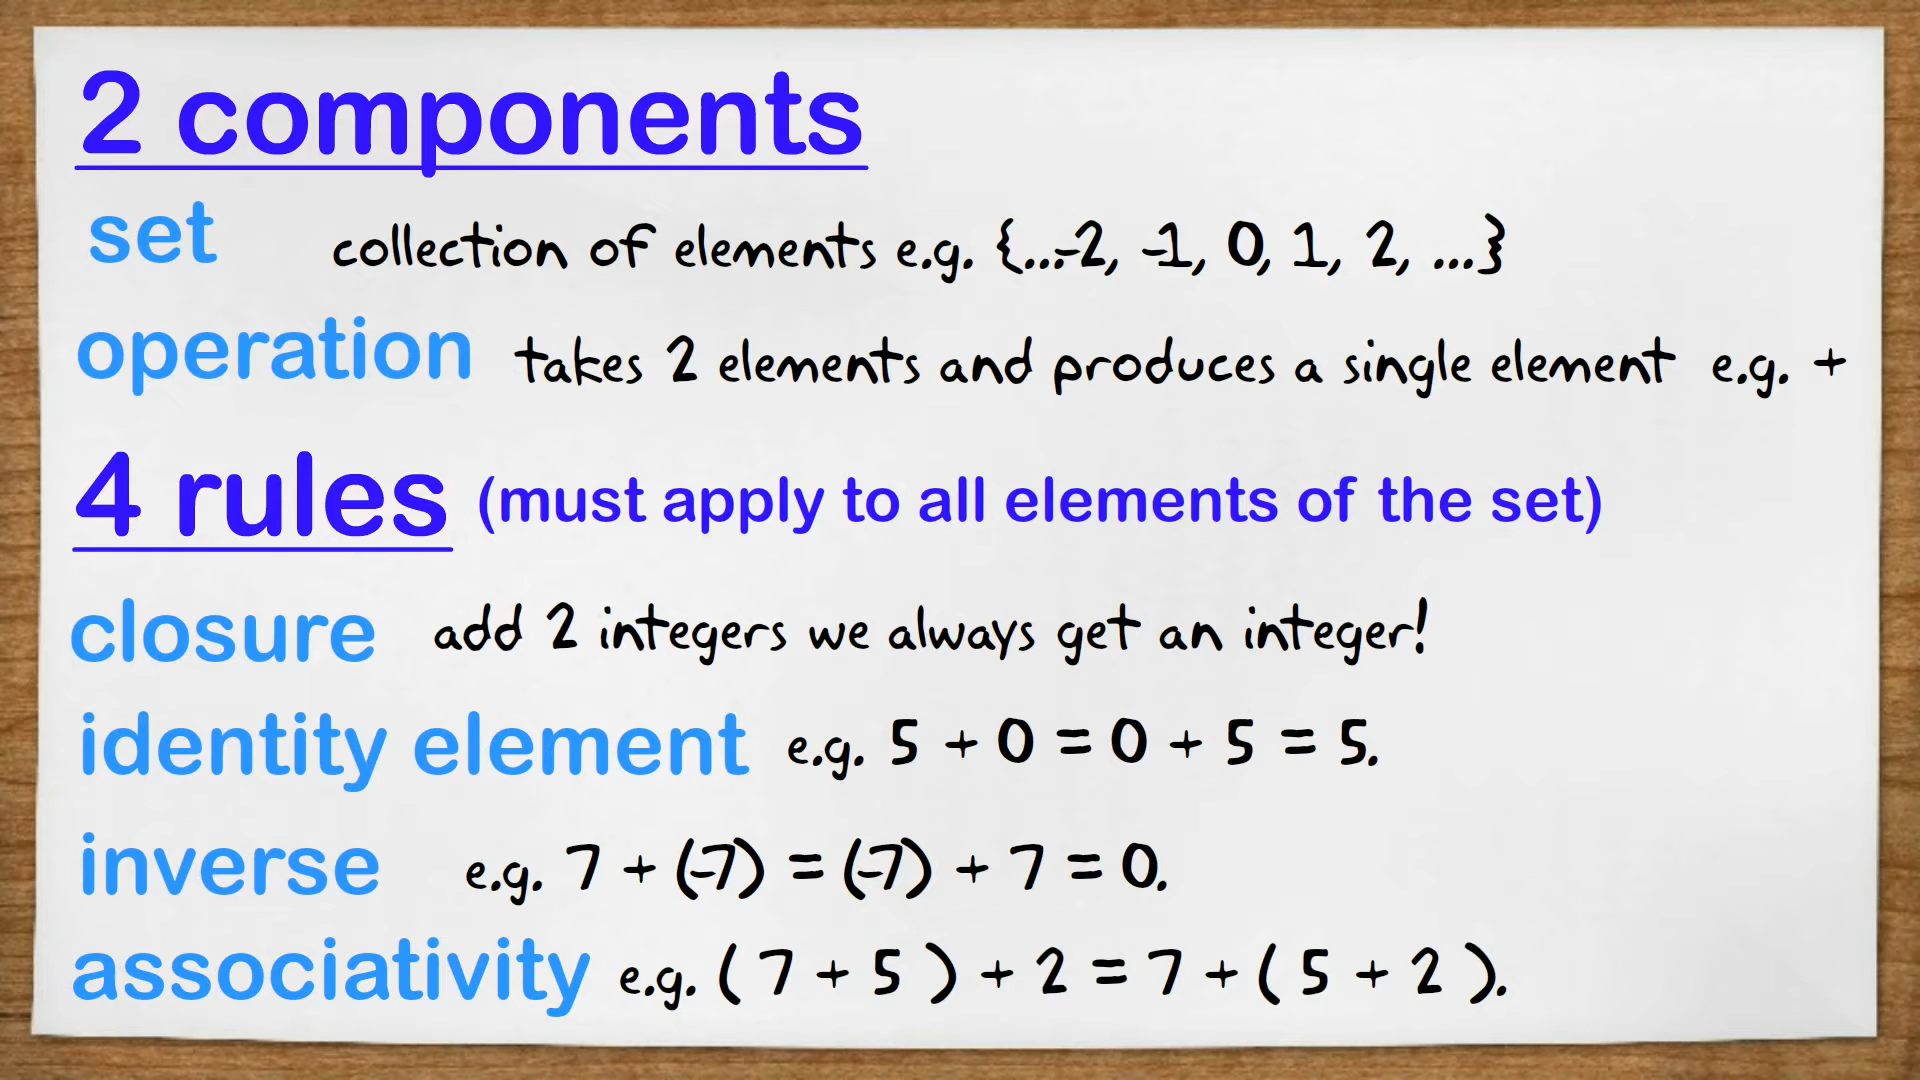 2 components
set collection of elements e.g. {...-2, -1, 0, 1, 2, ...}
operation takes 2 elements and produces a single element e.g. +
4 rules (must apply to all elements of the set)
closure add 2 integers we always get an integer!
identity element e.g. 5 + 0 = 0 + 5 = 5.
inverse e.g. 7 + (-7) = (-7) + 7 = 0.
associativity e.g. ( 7 + 5 ) + 2 = 7 + ( 5 + 2 ).